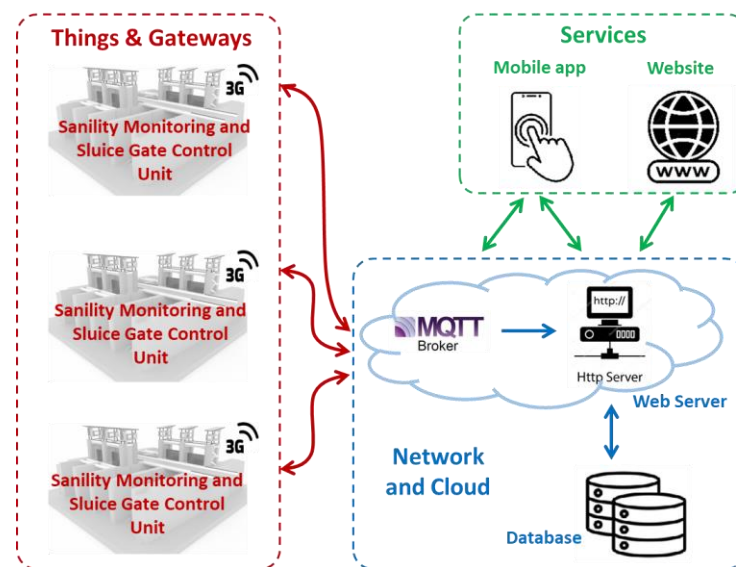 Things & Gateways
3G
Sanility Monitoring and
Sluice Gate Control
Unit
3G
Sanility Monitoring and
Sluice Gate Control
Unit
3G
Sanility Monitoring and
Sluice Gate Control
Unit
Services
Mobile app
Website
WWW
MQTT
Broker
http://
Http Server
Web Server
Network
and Cloud
Database